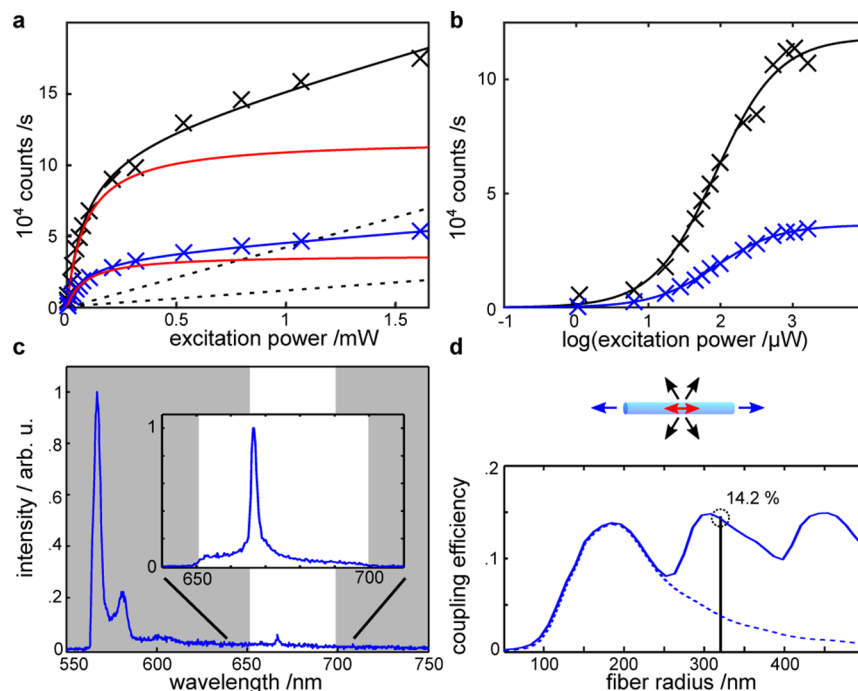 a
10⁴ counts /s
15
10
5
0
0 0.5 1 1.5
excitation power /mW
b
10⁴ counts /s
10
5
0
-1 0 1 2 3
log(excitation power /µW)
c
intensity / arb. u.
1
.8
.6
.4
.2
0
1
0
650 700
550 600 650 700 750
wavelength /nm
d
14.2 %
coupling efficiency
.2
.1
0
100 200 300 400
fiber radius/nm